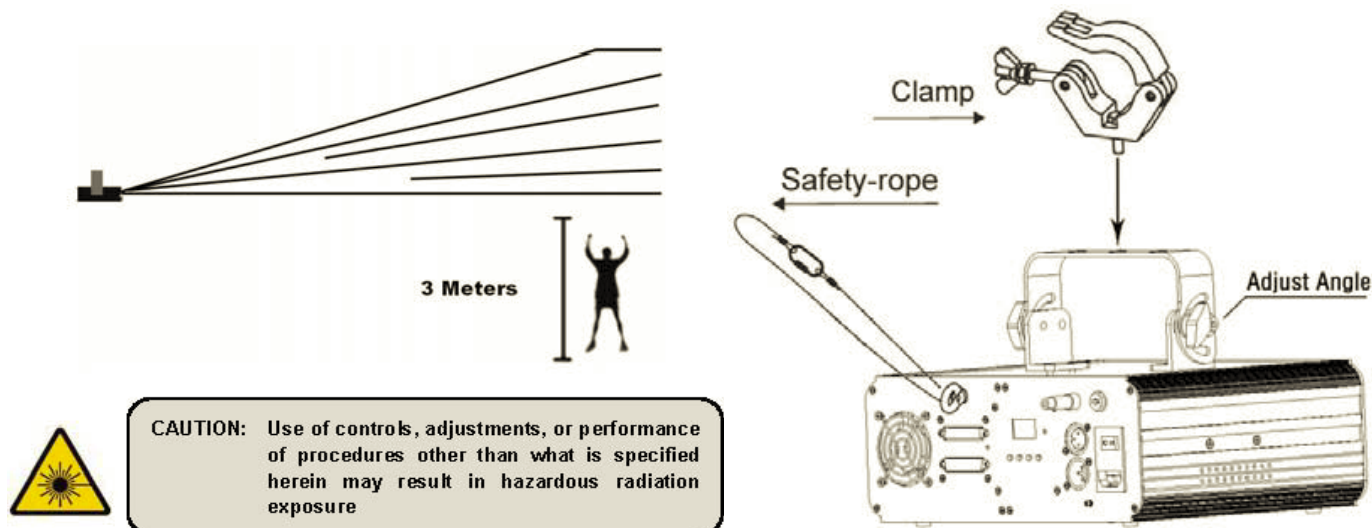 Clamp
Safety-rope
Adjust Angle
3 Meters
CAUTION: Use of controls, adjustments, or performance
of procedures other than what is specified
herein may result in hazardous radiation
exposure